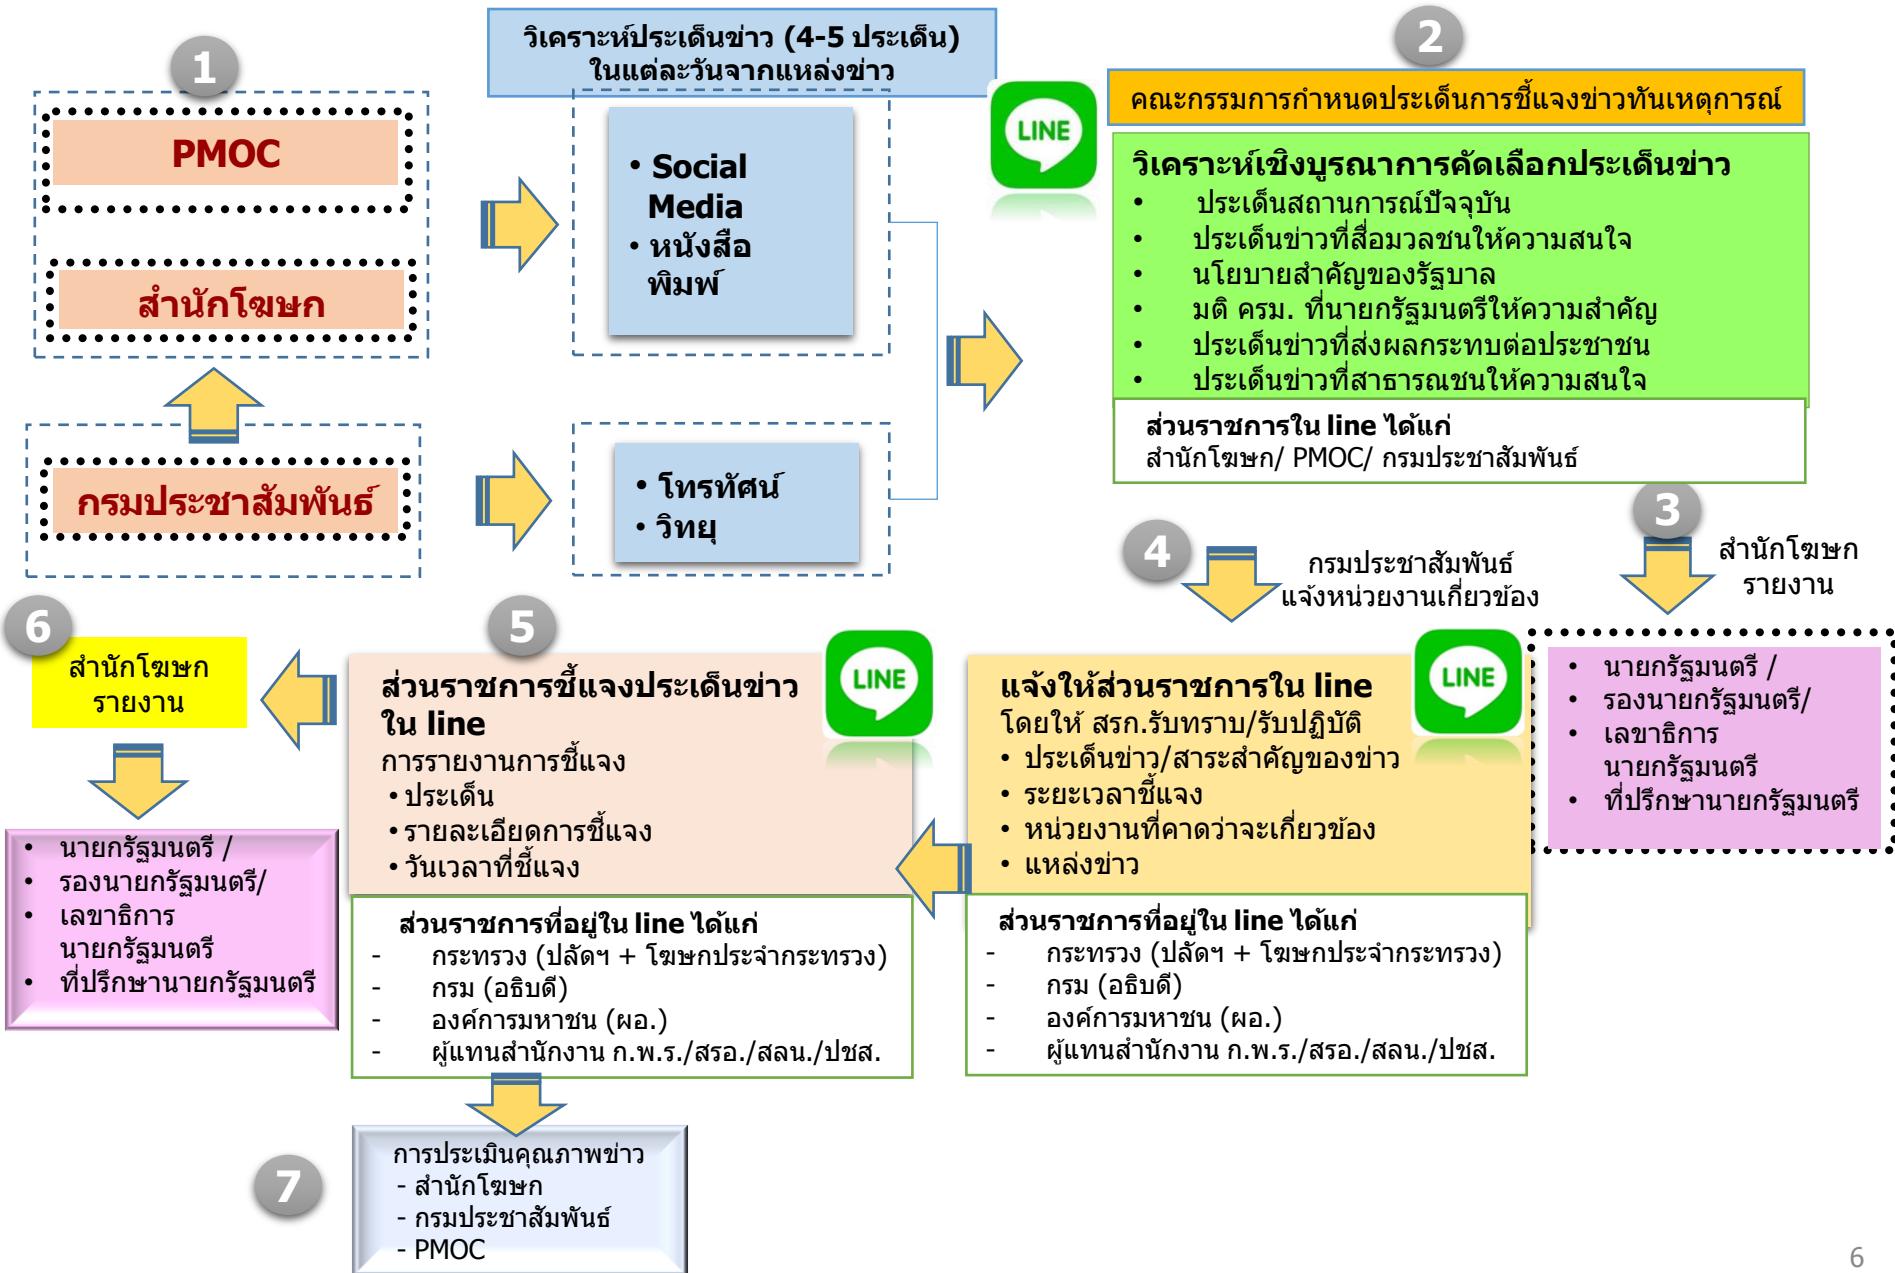 1
PMOC
สำนักโฆษก
กรมประชาสัมพันธ์
วิเคราะห์ประเด็นข่าว (4-5 ประเด็น)
ในแต่ละวันจากแหล่งข่าว
• Social
Media
• หนังสือ
พิมพ์
• โทรทัศน์
• วิทยุ
LINE
2
คณะกรรมการกำหนดประเด็นการชี้แจงข่าวทันเหตุการณ์
วิเคราะห์เชิงบูรณาการคัดเลือกประเด็นข่าว
• ประเด็นสถานการณ์ปัจจุบัน
• ประเด็นข่าวที่สื่อมวลชนให้ความสนใจ
• นโยบายสำคัญของรัฐบาล
• มติ ครม. ที่นายกรัฐมนตรีให้ความสำคัญ
• ประเด็นข่าวที่ส่งผลกระทบต่อประชาชน
• ประเด็นข่าวที่สาธารณชนให้ความสนใจ
ส่วนราชการใน line ได้แก่
สำนักโฆษก/ PMOC/ กรมประชาสัมพันธ์
3
สำนักโฆษก
รายงาน
• นายกรัฐมนตรี /
• รองนายกรัฐมนตรี/
• เลขาธิการ
นายกรัฐมนตรี
• ที่ปรึกษานายกรัฐมนตรี
4
กรมประชาสัมพันธ์
แจ้งหน่วยงานเกี่ยวข้อง
LINE
แจ้งให้ส่วนราชการใน line
โดยให้ สรก.รับทราบ/รับปฏิบัติ
• ประเด็นข่าว/สาระสำคัญของข่าว
• ระยะเวลาชี้แจง
• หน่วยงานที่คาดว่าจะเกี่ยวข้อง
• แหล่งข่าว
ส่วนราชการที่อยู่ใน line ได้แก่
- กระทรวง (ปลัดฯ + โฆษกประจำกระทรวง)
- กรม (อธิบดี)
- องค์การมหาชน (ผอ.)
- ผู้แทนสำนักงาน ก.พ.ร./สรอ./สลน./ปชส.
5
LINE
ส่วนราชการชี้แจงประเด็นข่าว
ใน line
การรายงานการชี้แจง
• ประเด็น
• รายละเอียดการชี้แจง
• วันเวลาที่ชี้แจง
ส่วนราชการที่อยู่ใน line ได้แก่
- กระทรวง (ปลัดฯ + โฆษกประจำกระทรวง)
- กรม (อธิบดี)
- องค์การมหาชน (ผอ.)
- ผู้แทนสำนักงาน ก.พ.ร./สรอ./สลน./ปชส.
6
สำนักโฆษก
รายงาน
• นายกรัฐมนตรี /
• รองนายกรัฐมนตรี/
• เลขาธิการ
นายกรัฐมนตรี
• ที่ปรึกษานายกรัฐมนตรี
7
การประเมินคุณภาพข่าว
- สำนักโฆษก
- กรมประชาสัมพันธ์
- PMOC
6